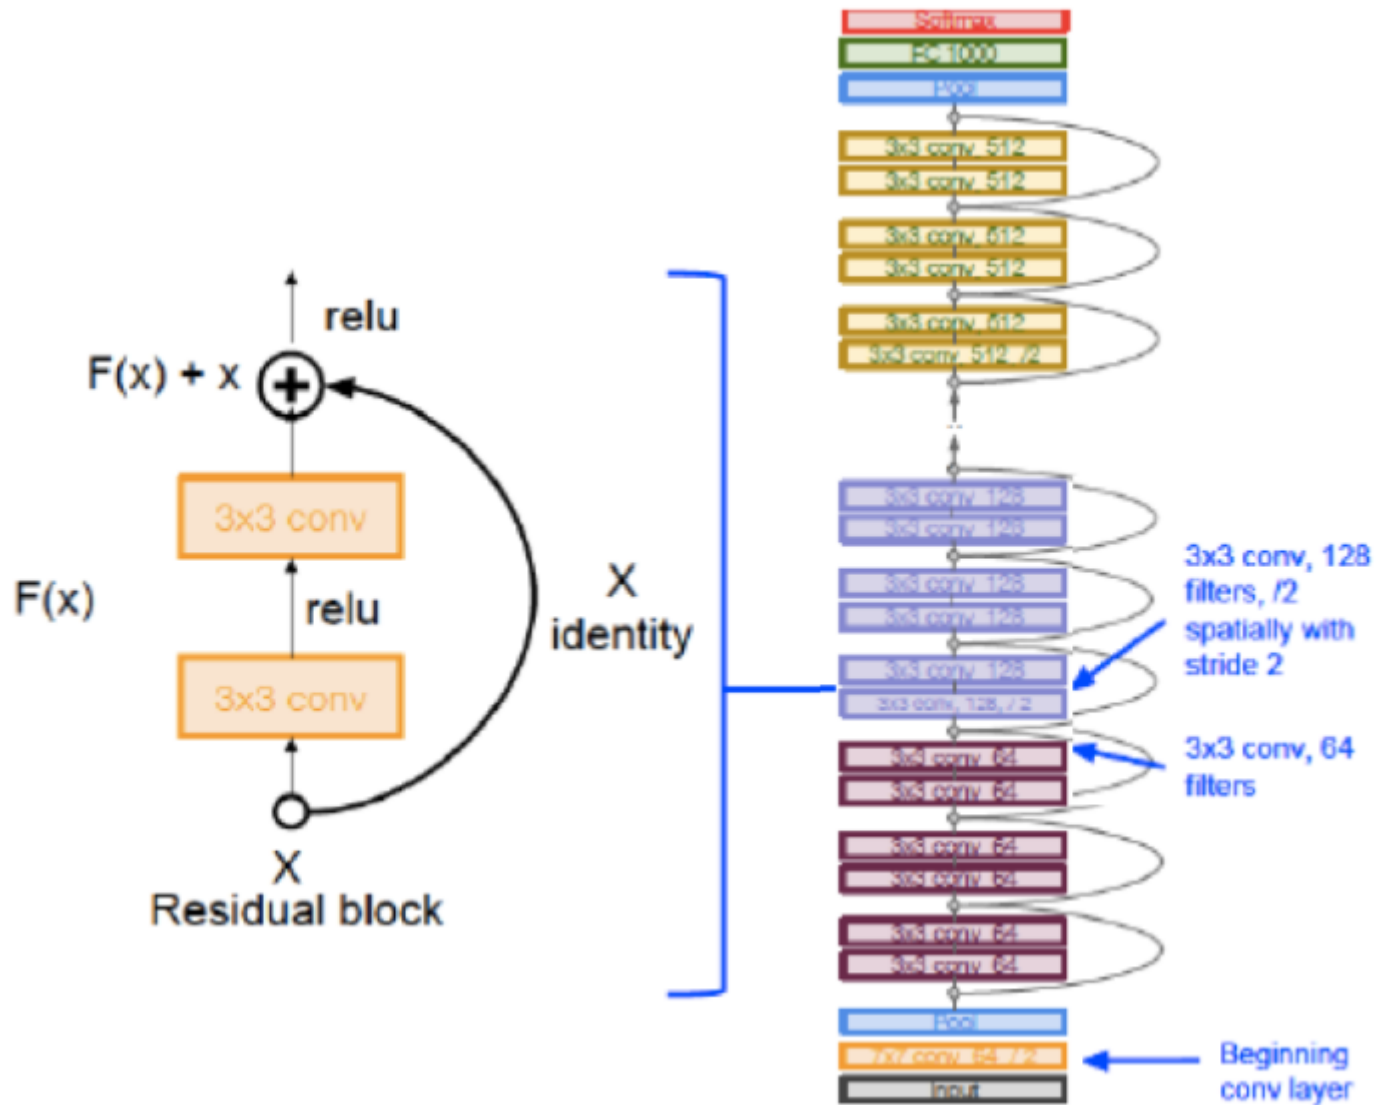 relu
F(x) + x
3x3 conv
F(x)
relu
X
identity
3x3 conv
X
Residual block
Softmax
FC 1000
Pool
3x3 conv, 512
3x3 conv, 512
3x3 conv, 512
3x3 conv, 512
3x3 conv, 512
3x3 conv, 512, /2
..
3x3 conv, 128
3x3 conv, 128
3x3 conv, 128
3x3 conv, 128
3x3 conv, 128
3x3 conv, 128, / 2
3x3 conv, 64
3x3 conv, 64
3x3 conv, 64
3x3 conv, 64
3x3 conv, 64
3x3 conv, 64
Pool
7x7 conv, 64, / 2
Input
3x3 conv, 128
filters, /2
spatially with
stride 2
3x3 conv, 64
filters
Beginning
conv layer